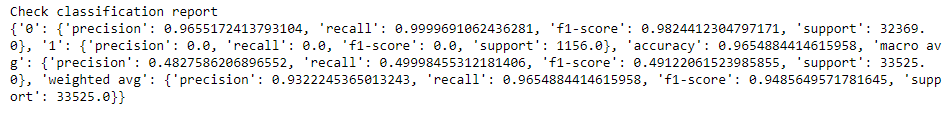 Check classification report
{'0': {'precision': 0.9655172413793104, 'recall': 0.9999691062436281, 'f1-score': 0.9824412304797171, 'support': 32369.
0}, '1': {'precision': 0.0, 'recall': 0.0, 'f1-score': 0.0, 'support': 1156.0}, 'accuracy': 0.9654884414615958, 'macro av
g': {'precision': 0.4827586206896552, 'recall': 0.49998455312181406, 'f1-score': 0.49122061523985855, 'support': 33525.
0}, 'weighted avg': {'precision': 0.9322245365013243, 'recall': 0.9654884414615958, 'f1-score': 0.9485649571781645, 'supp
ort': 33525.0}}